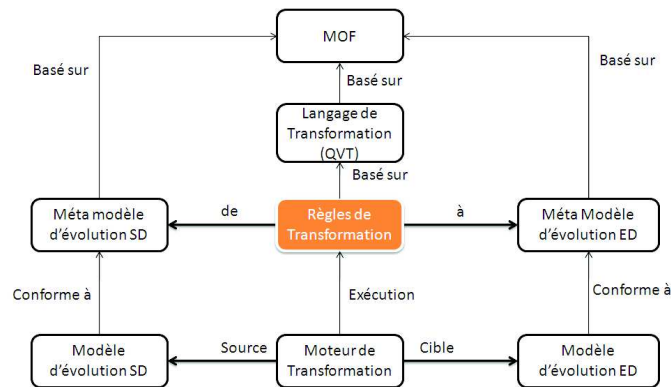 MOF
Basé sur
Basé sur
Basé sur
Langage de
Transformation
(QVT)
Basé sur
Méta modèle
d'évolution SD
de
Règles de
Transformation
à
Méta Modèle
d'évolution ED
Conforme à
Exécution
Conforme à
Modèle
d'évolution SD
Source
Moteur de
Transformation
Cible
Modèle
d'évolution ED